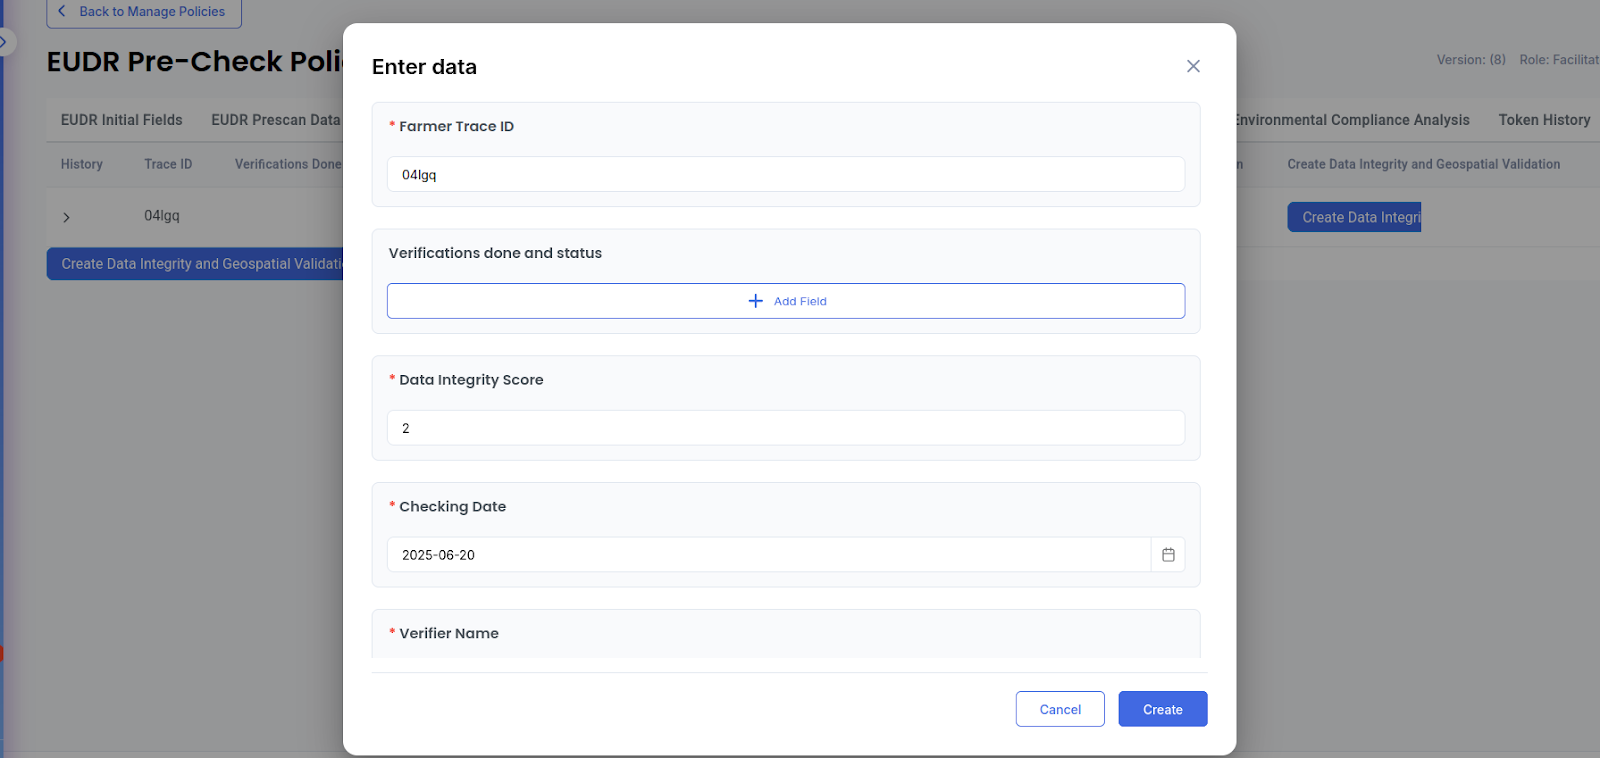 Back to Manage Policies
EUDR Pre-Check Poli
Version: (8) Role: Facilitat
EUDR Initial Fields EUDR Prescan Data
Environmental Compliance Analysis Token History
History Trace ID Verifications Done
n Create Data Integrity and Geospatial Validation
04lgq
Create Data Integri
Create Data Integrity and Geospatial Validati
Enter data
* Farmer Trace ID
04lgq
Verifications done and status
Add Field
* Data Integrity Score
2
* Checking Date
2025-06-20
* Verifier Name
Cancel Create